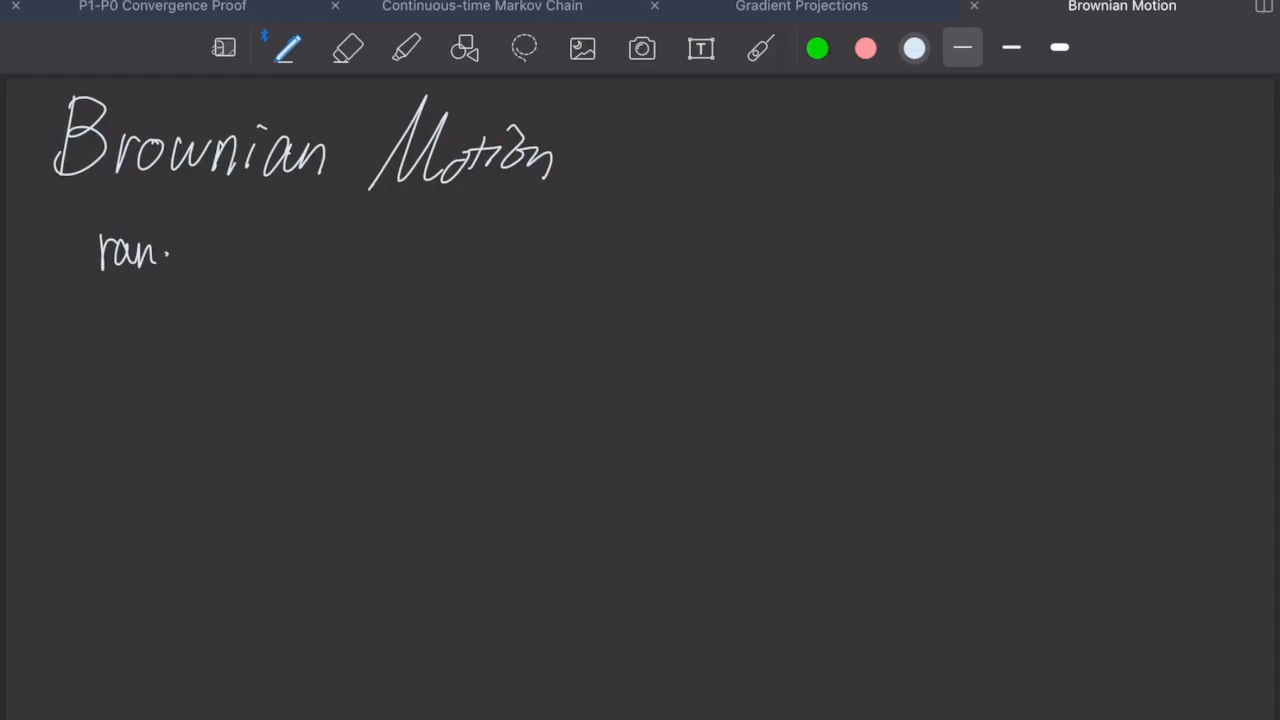 P1-P0 Convergence Proof Continuous-time Markov Chain Gradient Projections Brownian Motion
T
Brownian Motion
ran